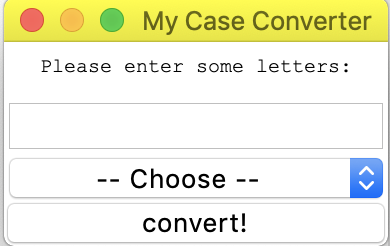 My Case Converter
Please enter some letters:
-- Choose --
convert!